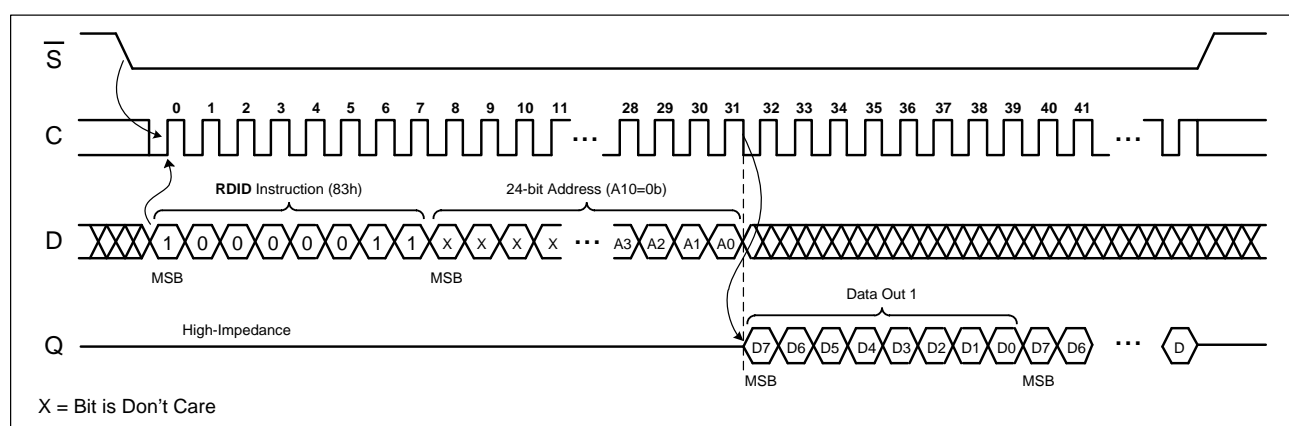 S
0 1 2 3 4 5 6 7 8 9 10 11 28 29 30 31 32 33 34 35 36 37 38 39 40 41
C ... ...
RDID Instruction (83h) 24-bit Address (A10=0b)
D 1 0 0 0 0 0 1 1 X X X X ... A3 A2 A1 A0
MSB MSB
Data Out 1
High-Impedance
Q D7 D6 D5 D4 D3 D2 D1 D0 D7 D6 ... D
MSB MSB
X = Bit is Don't Care